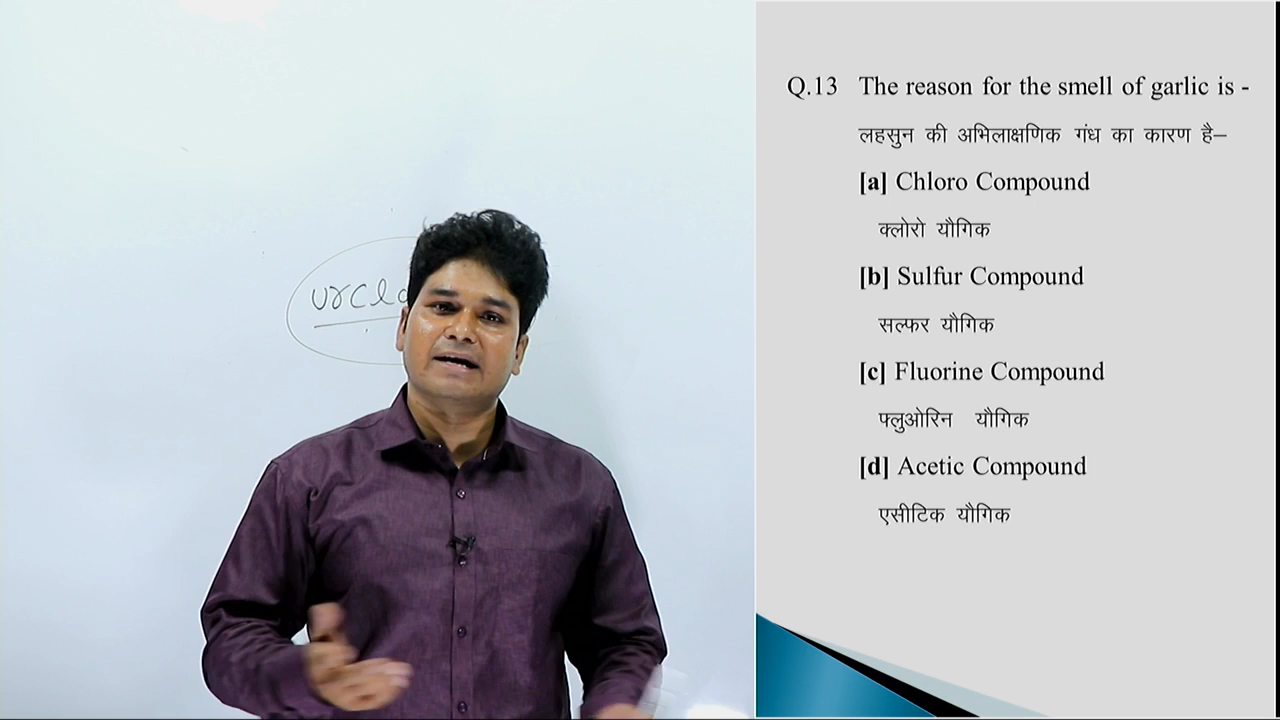 Q.13 The reason for the smell of garlic is -
लहसुन की अभिलाक्षणिक गंध का कारण है–
[a] Chloro Compound
क्लोरो यौगिक
[b] Sulfur Compound
सल्फर यौगिक
[c] Fluorine Compound
फ्लुओरिन यौगिक
[d] Acetic Compound
एसीटिक यौगिक